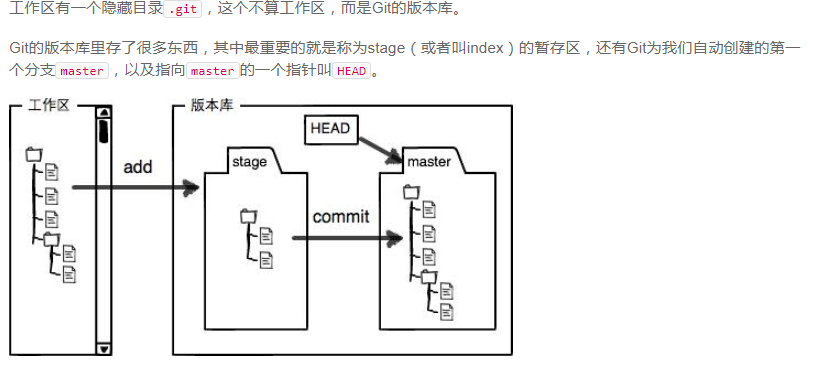 工作区有一个隐藏目录.git，这个不算工作区，而是Git的版本库。
Git的版本库里存了很多东西，其中最重要的就是称为stage（或者叫index）的暂存区，还有Git为我们自动创建的第一
个分支master，以及指向master的一个指针叫HEAD。
工作区
版本库
HEAD
add
stage
master
commit